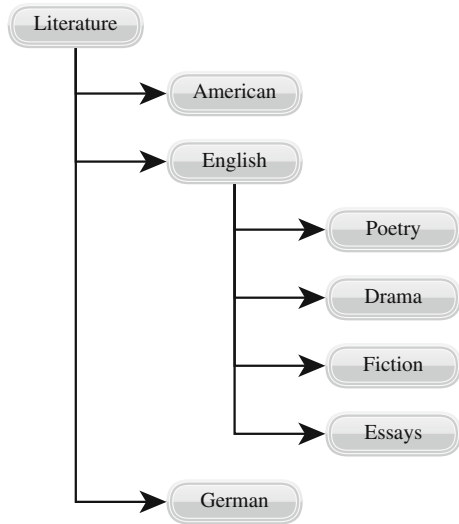 Literature
American
English
Poetry
Drama
Fiction
Essays
German